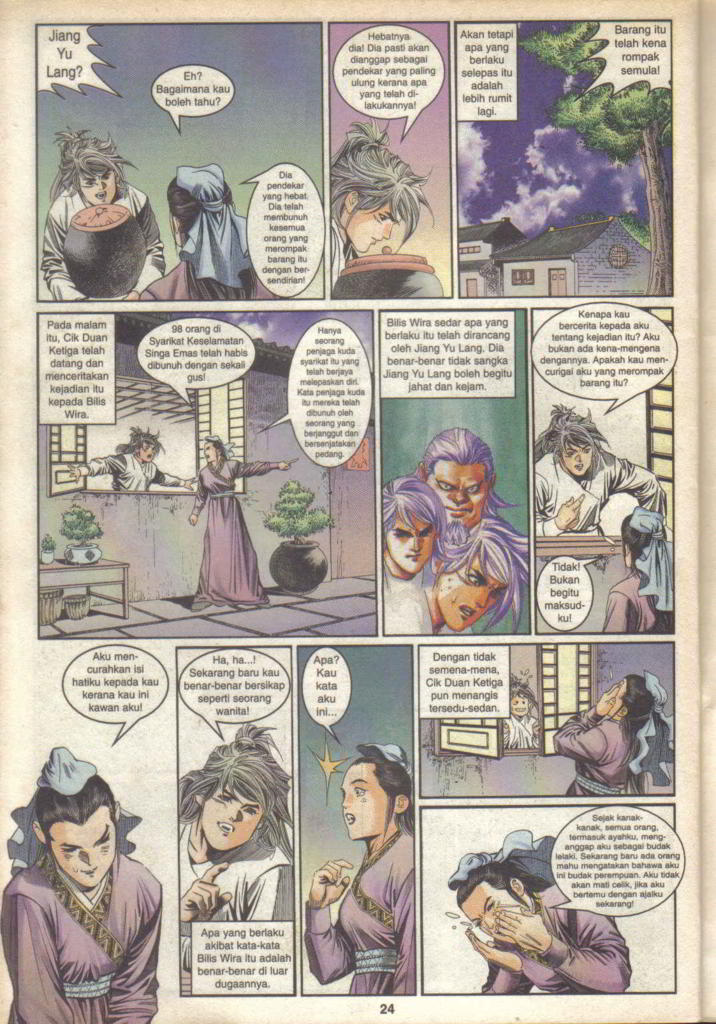 Jiang
Yu
Lang?
Eh?
Bagaimana kau
boleh tahu?
Dia
pendekar
yang hebat.
Dia telah
membunuh
kesemua
orang yang
merompak
barang itu
dengan ber-
sendirian!
Hebatnya
dia! Dia pasti akan
dianggap sebagai
pendekar yang paling
ulung kerana apa
yang telah di-
lakukannya!
Akan tetapi
apa yang
berlaku
selepas itu
adalah
lebih rumit
lagi.
Barang itu
telah kena
rompak
semula!
Pada malam
itu, Cik Duan
Ketiga telah
datang dan
menceritakan
kejadian itu
kepada Bilis
Wira.
98 orang di
Syarikat Keselamatan
Singa Emas telah habis
dibunuh dengan sekali
gus!
Hanya
seorang
penjaga kuda
syarikat itu yang
telah berjaya
melepaskan diri.
Kata penjaga kuda
itu mereka telah
dibunuh oleh
seorang yang
berjanggut dan
bersenjatakan
pedang.
Bilis Wira sedar apa yang
berlaku itu telah dirancang
oleh Jiang Yu Lang. Dia
benar-benar tidak sangka
Jiang Yu Lang boleh begitu
jahat dan kejam.
Kenapa kau
bercerita kepada aku
tentang kejadian itu? Aku
bukan ada kena-mengena
dengannya. Apakah kau men-
curigai aku yang merompak
barang itu?
Tidak!
Bukan
begitu
maksud-
ku!
Aku men-
curahkan isi
hatiku kepada kau
kerana kau ini
kawan aku!
Ha, ha...!
Sekarang baru kau
benar-benar bersikap
seperti seorang
wanita!
Apa yang berlaku
akibat kata-kata
Bilis Wira itu adalah
benar-benar di luar
dugaannya.
Apa?
Kau
kata
aku
ini...
Dengan tidak
semena-mena,
Cik Duan Ketiga
pun menangis
tersedu-sedan.
Sejak kanak-
kanak, semua orang,
termasuk ayahku, meng-
anggap aku sebagai budak
lelaki. Sekarang baru ada orang
mahu mengatakan bahawa aku
ini budak perempuan. Aku tidak
akan mati celik, jika aku
bertemu dengan ajalku
sekarang!
24